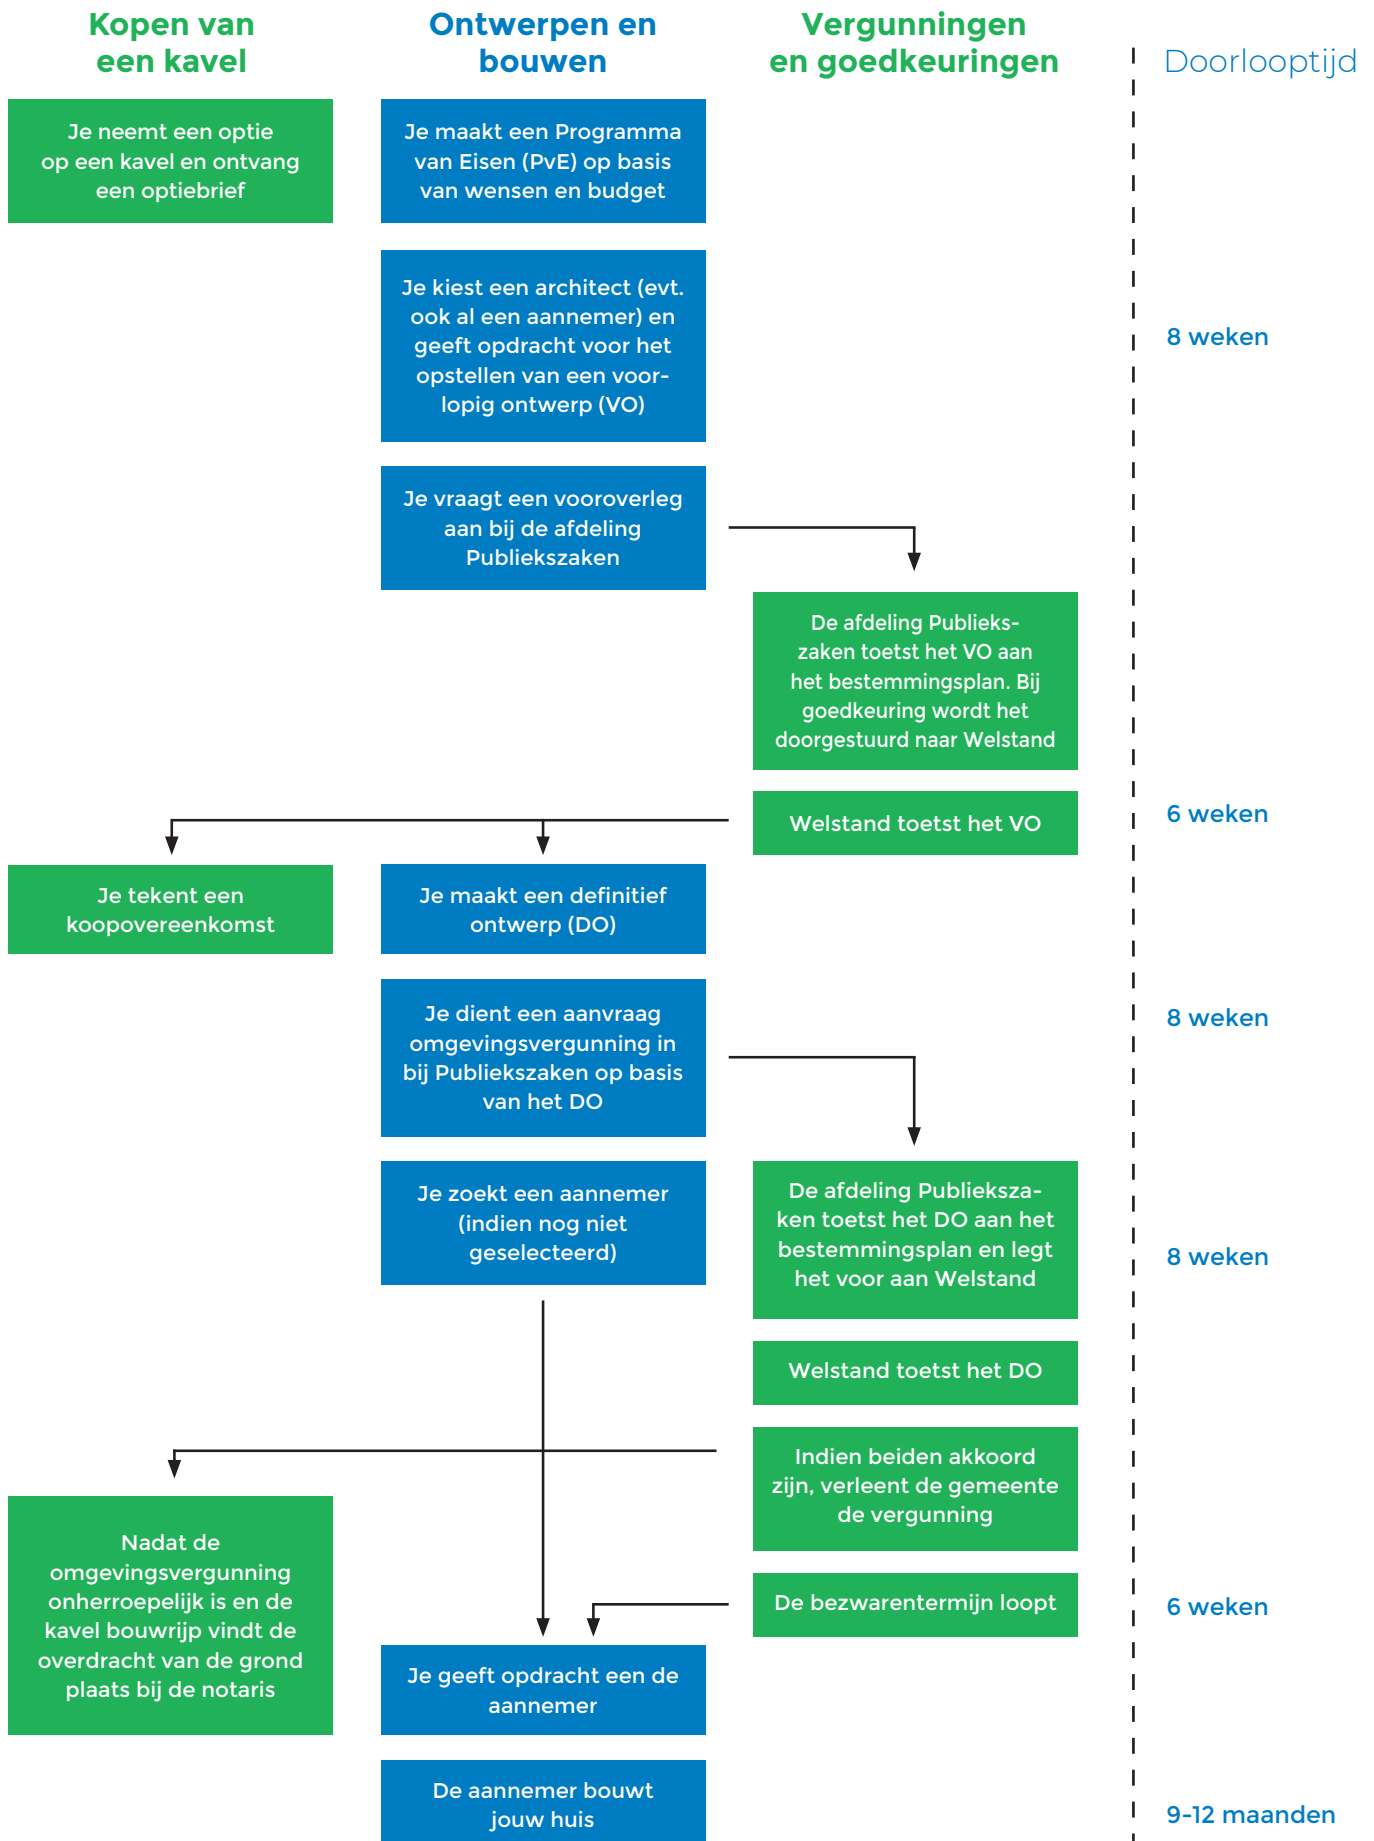 Kopen van
een kavel
Ontwerpen en
bouwen
Vergunningen
en goedkeuringen
Doorlooptijd
Je neemt een optie
op een kavel en ontvang
een optiebrief
Je maakt een Programma
van Eisen (PvE) op basis
van wensen en budget
Je kiest een architect (evt.
ook al een aannemer) en
geeft opdracht voor het
opstellen van een voor-
lopig ontwerp (VO)
8 weken
Je vraagt een vooroverleg
aan bij de afdeling
Publiekszaken
De afdeling Publieks-
zaken toetst het VO aan
het bestemmingsplan. Bij
goedkeuring wordt het
doorgestuurd naar Welstand
Welstand toetst het VO
6 weken
Je tekent een
koopovereenkomst
Je maakt een definitief
ontwerp (DO)
Je dient een aanvraag
omgevingsvergunning in
bij Publiekszaken op basis
van het DO
8 weken
Je zoekt een aannemer
(indien nog niet
geselecteerd)
De afdeling Publieksza-
ken toetst het DO aan het
bestemmingsplan en legt
het voor aan Welstand
8 weken
Welstand toetst het DO
Indien beiden akkoord
zijn, verleent de gemeente
de vergunning
Nadat de
omgevingsvergunning
onherroepelijk is en de
kavel bouwrijp vindt de
overdracht van de grond
plaats bij de notaris
De bezwarentermijn loopt
6 weken
Je geeft opdracht een de
aannemer
De aannemer bouwt
jouw huis
9-12 maanden